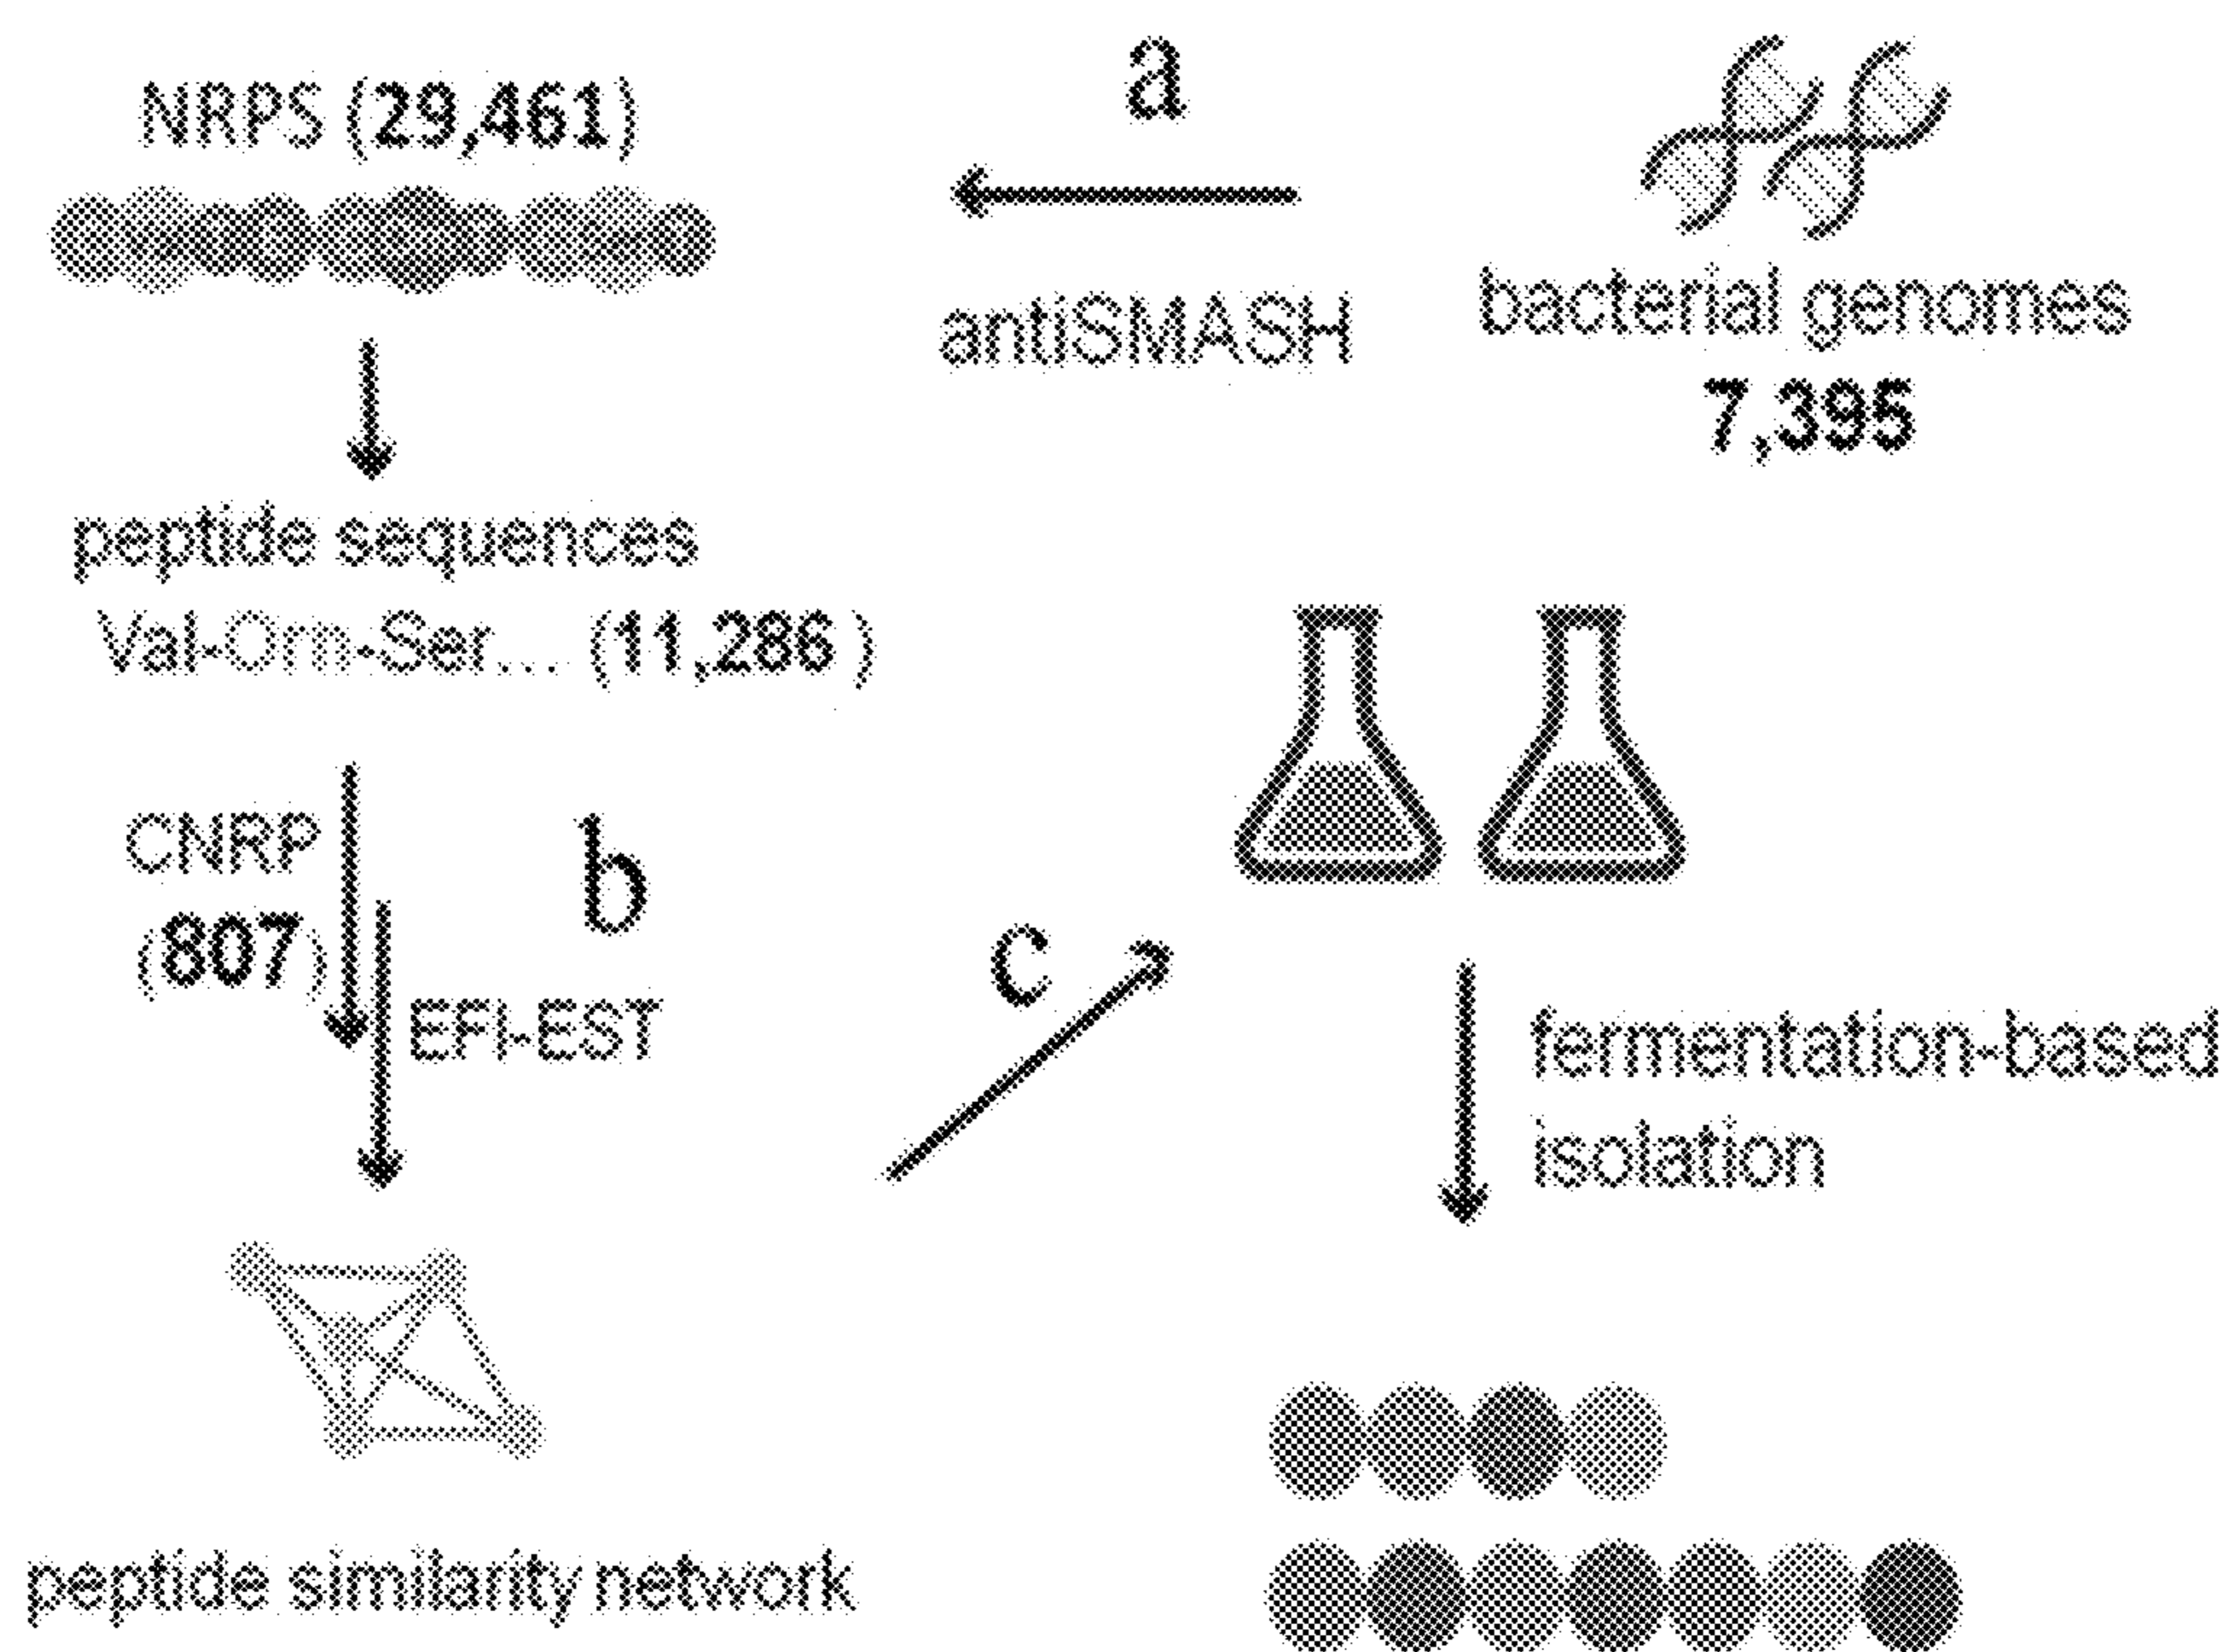 NRPS (29,461)
a
antiSMASH
bacterial genomes
7,395
peptide sequences
Val-Orn-Ser... (11,286 )
CNRP
(807)
b
EFI-EST
c
fermentation-based
isolation
peptide similarity network